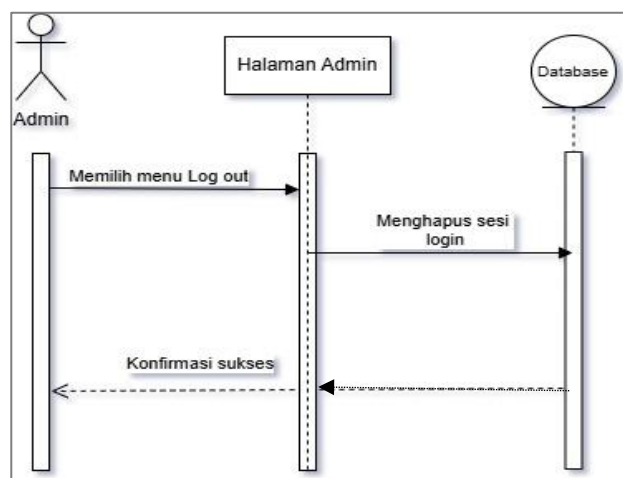 Halaman Admin
Database
Admin
Memilih menu Log out
Menghapus sesi
login
Konfirmasi sukses